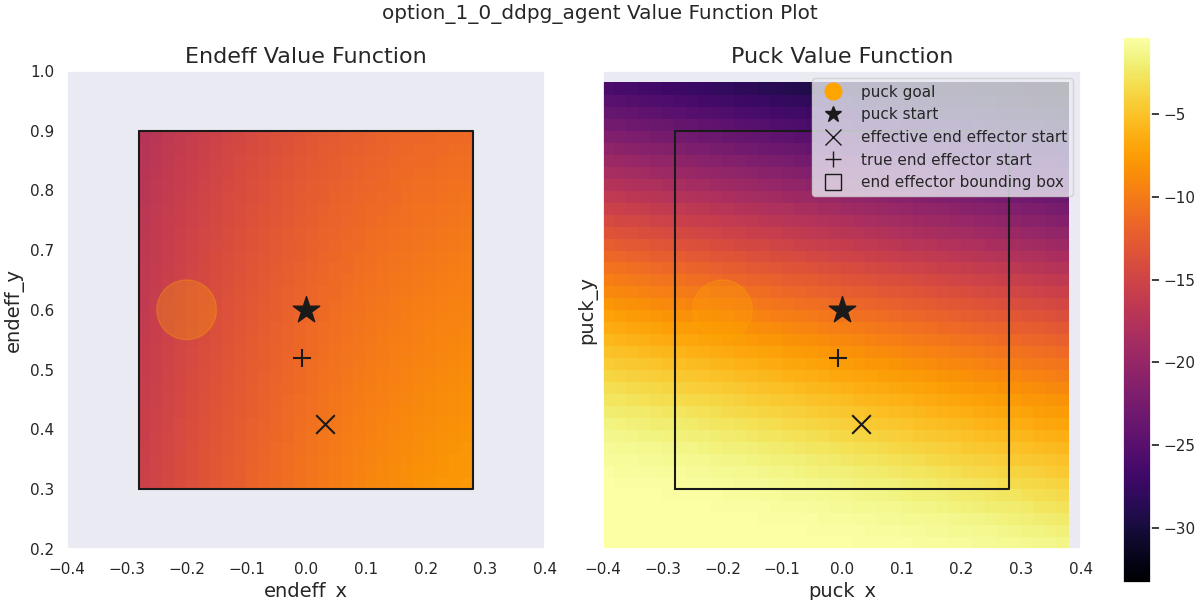 option_1_0_ddpg_agent Value Function Plot
Endeff Value Function
Puck Value Function
1.0
0.9
0.8
0.7
0.6
0.5
0.4
0.3
0.2
endeff_y
−0.4 −0.3 −0.2 −0.1 0.0 0.1 0.2 0.3 0.4
endeff_x
puck_y
puck goal
puck start
effective end effector start
true end effector start
end effector bounding box
−0.4 −0.3 −0.2 −0.1 0.0 0.1 0.2 0.3 0.4
puck_x
−5
−10
−15
−20
−25
−30